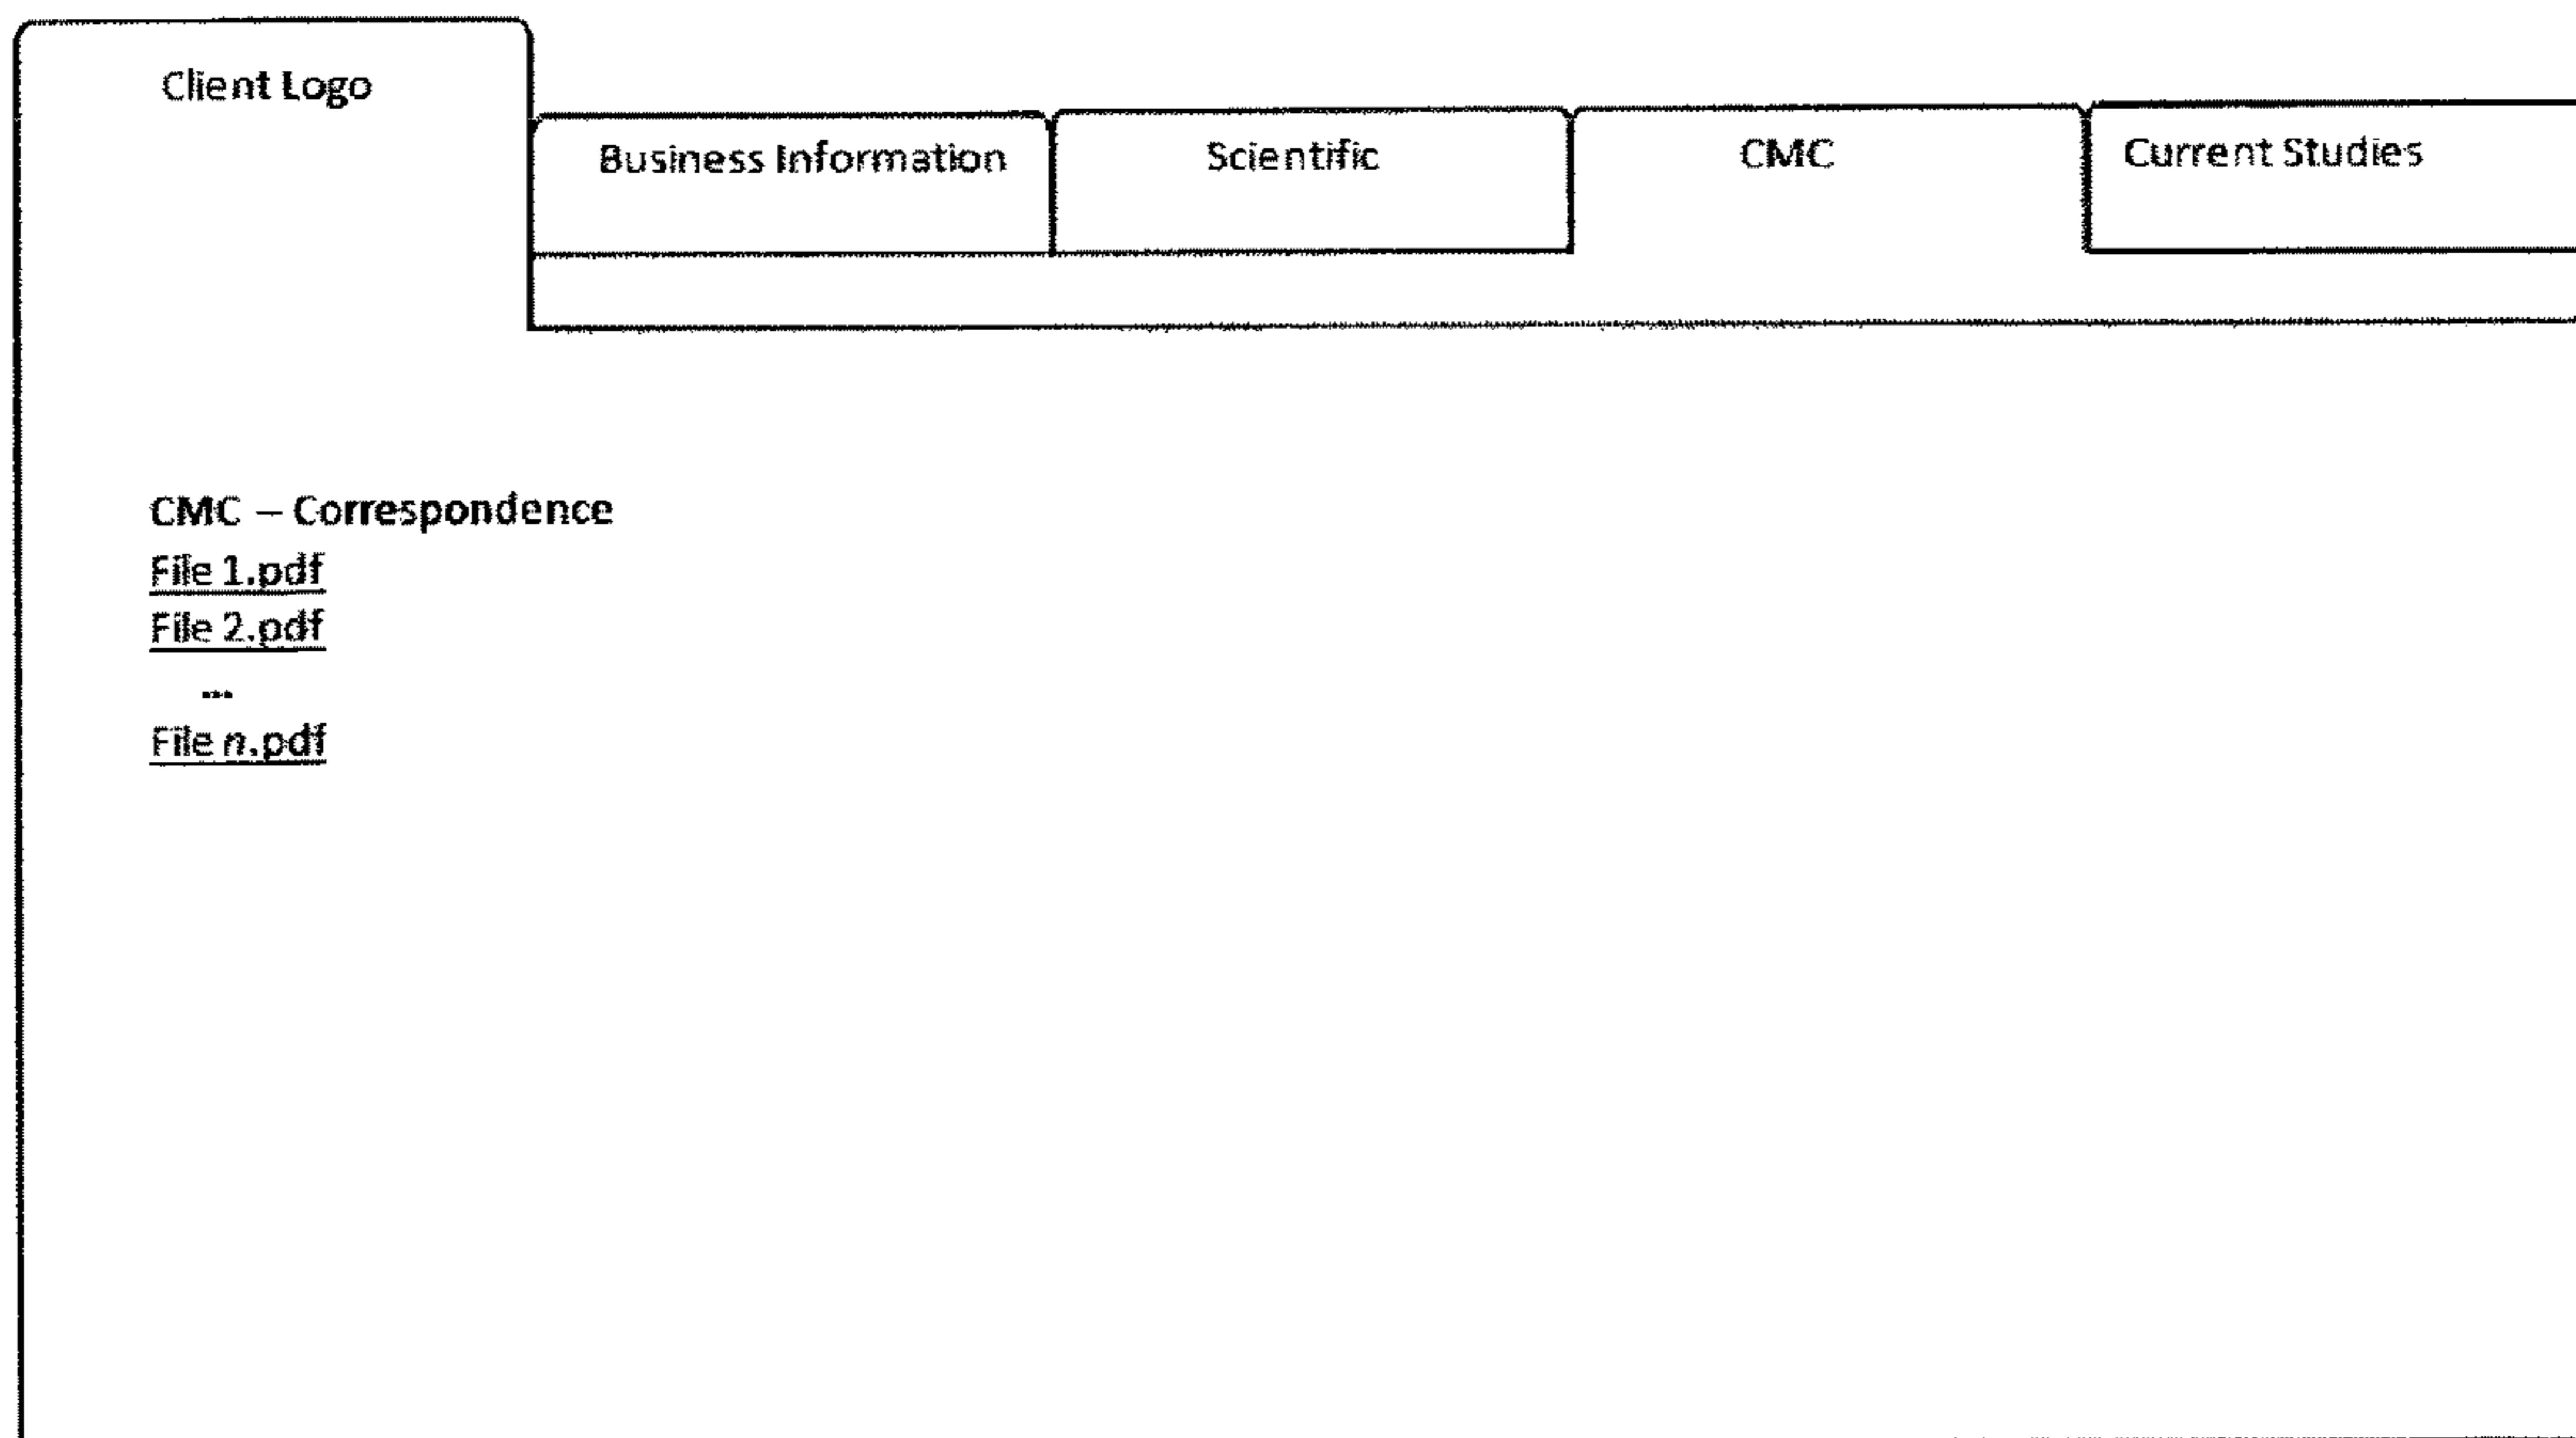 Client Logo
Business Information
Scientific
CMC
Current Studies
CMC – Correspondence
File 1.pdf
File 2.pdf
...
File n.pdf